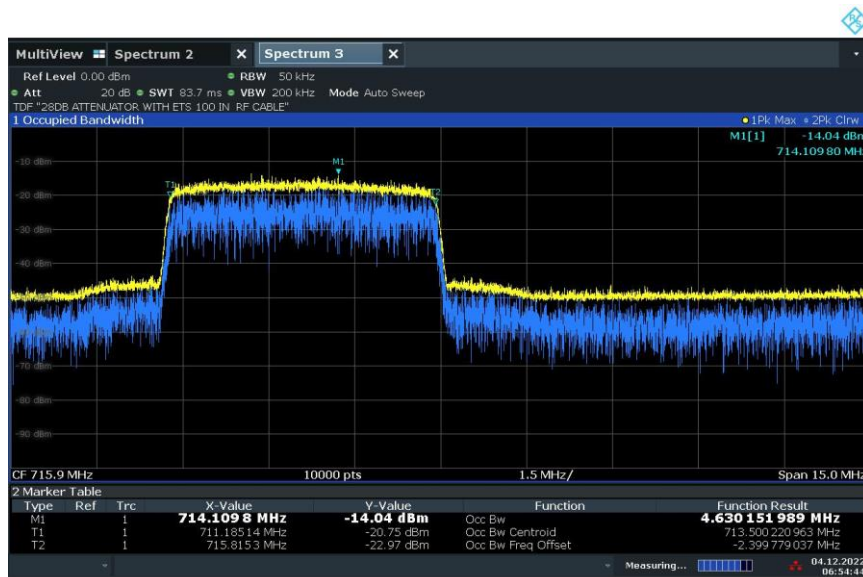 R S
MultiView Spectrum 2 X Spectrum 3 X
Ref Level 0.00 dBm RBW 50 kHz
Att 20 dB SWT 83.7 ms VBW 200 kHz Mode Auto Sweep
TDF "28DB ATTENUATOR WITH ETS 100 IN RF CABLE"
1 Occupied Bandwidth 1Pk Max 2Pk Clrw
M1[1] -14.04 dBm
714.109 80 MHz
-10 dBm
M1
T1
-20 dBm
T2
-30 dBm
-40 dBm
-70 dBm
-80 dBm
-90 dBm
CF 715.9 MHz 10000 pts 1.5 MHz/ Span 15.0 MHz
2 Marker Table
Type Ref Trc X-Value Y-Value Function Function Result
M1 1 714.109 8 MHz -14.04 dBm Occ Bw 4.630 151 989 MHz
T1 1 711.185 14 MHz -20.75 dBm Occ Bw Centroid 713.500 220 963 MHz
T2 1 715.815 3 MHz -22.97 dBm Occ Bw Freq Offset -2.399 779 037 MHz
Measuring... 04.12.2022
06:54:44